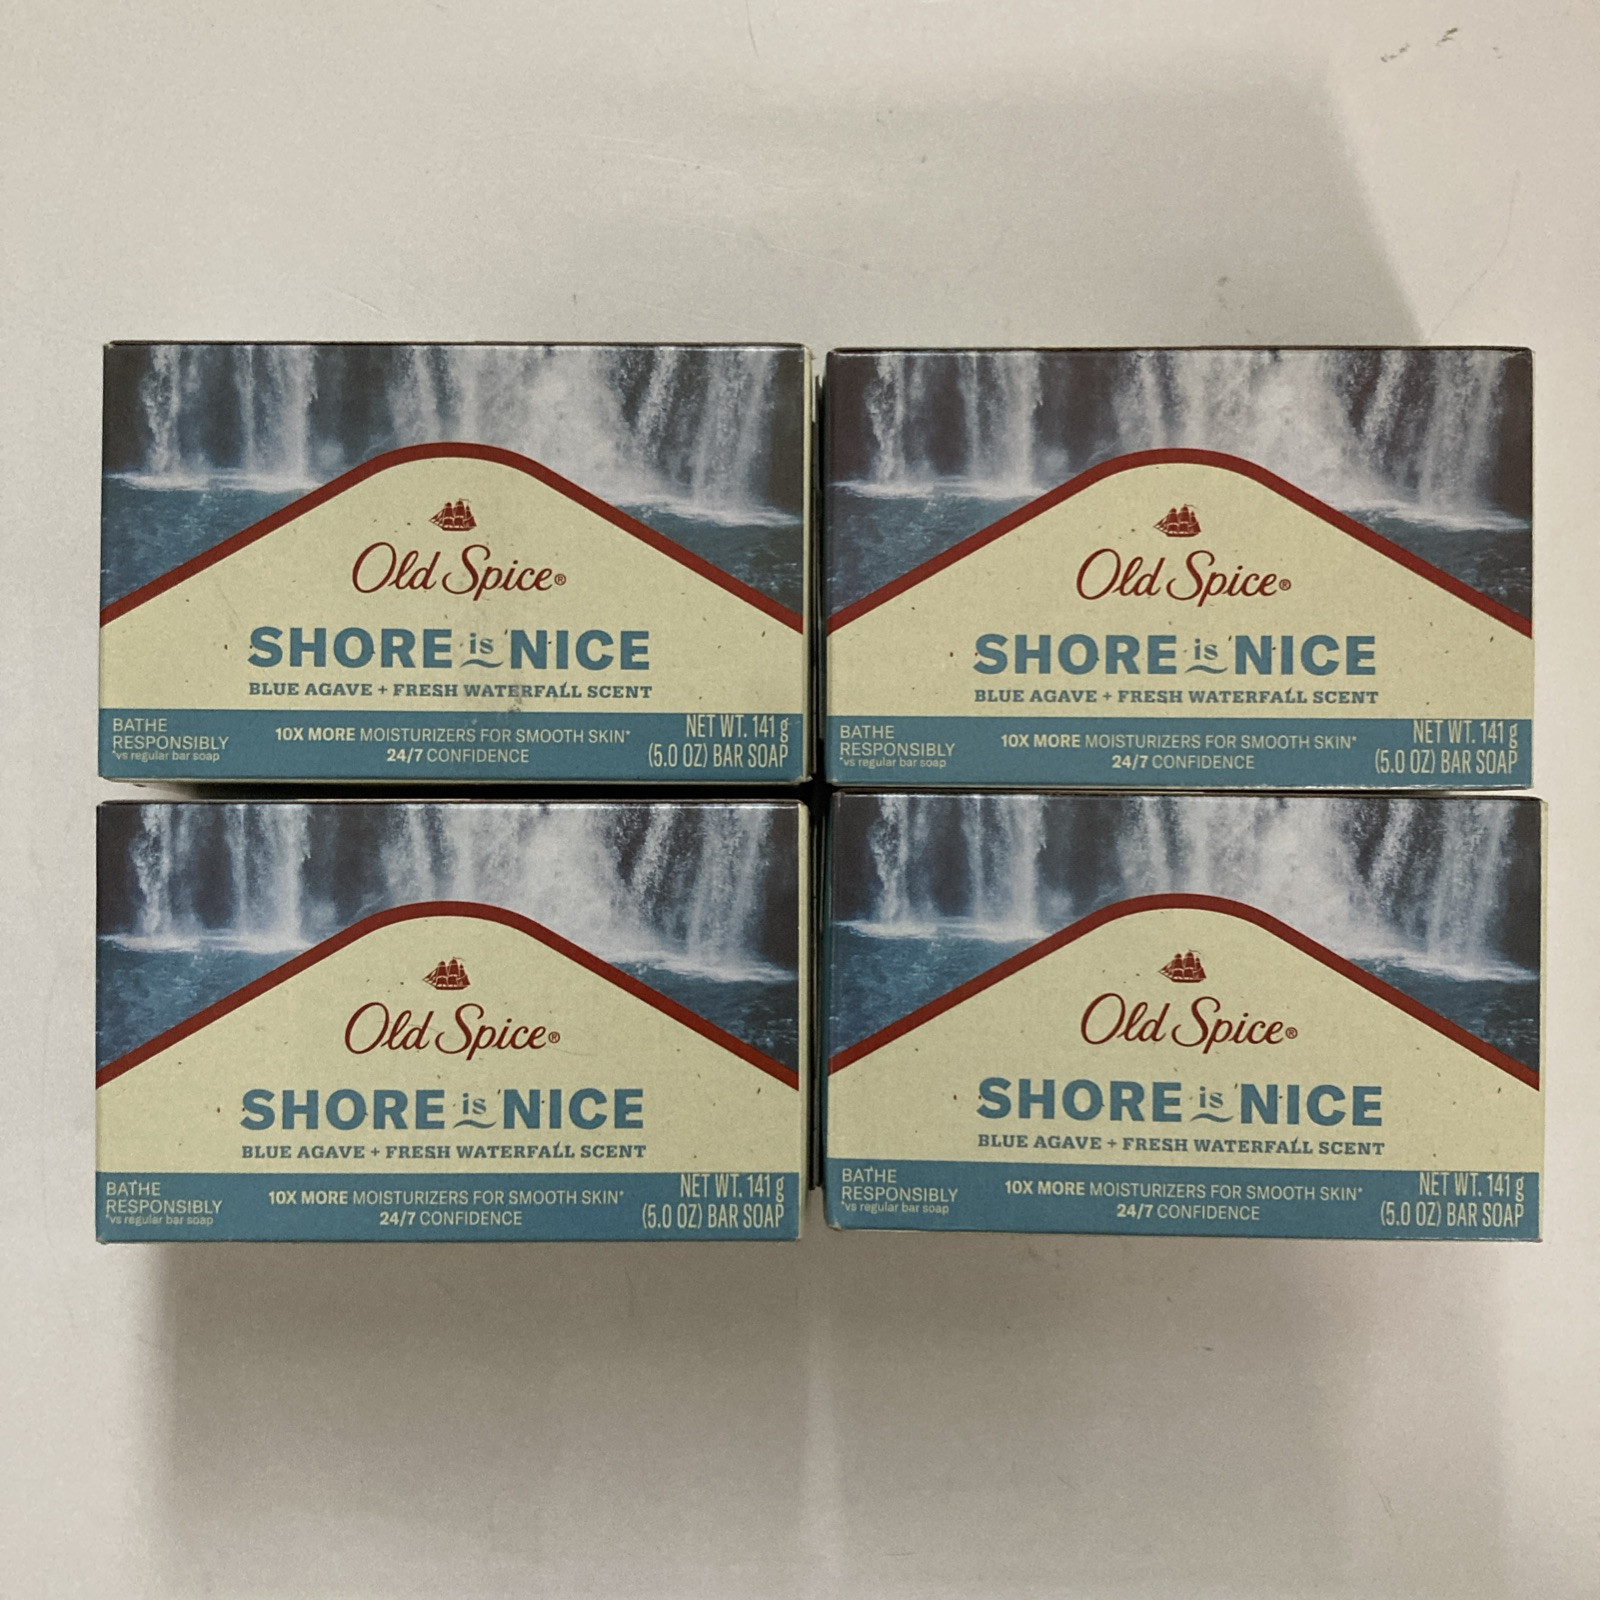 Old Spice®
SHORE is NICE
BLUE AGAVE + FRESH WATERFALL SCENT
BATHE
RESPONSIBLY
*vs regular bar soap
10X MORE MOISTURIZERS FOR SMOOTH SKIN*
24/7 CONFIDENCE
NET WT. 141 g
(5.0 OZ) BAR SOAP
Old Spice®
SHORE is NICE
BLUE AGAVE + FRESH WATERFALL SCENT
BATHE
RESPONSIBLY
*vs regular bar soap
10X MORE MOISTURIZERS FOR SMOOTH SKIN*
24/7 CONFIDENCE
NET WT. 141 g
(5.0 OZ) BAR SOAP
Old Spice®
SHORE is NICE
BLUE AGAVE + FRESH WATERFALL SCENT
BATHE
RESPONSIBLY
*vs regular bar soap
10X MORE MOISTURIZERS FOR SMOOTH SKIN*
24/7 CONFIDENCE
NET WT. 141 g
(5.0 OZ) BAR SOAP
Old Spice®
SHORE is NICE
BLUE AGAVE + FRESH WATERFALL SCENT
BATHE
RESPONSIBLY
*vs regular bar soap
10X MORE MOISTURIZERS FOR SMOOTH SKIN*
24/7 CONFIDENCE
NET WT. 141 g
(5.0 OZ) BAR SOAP